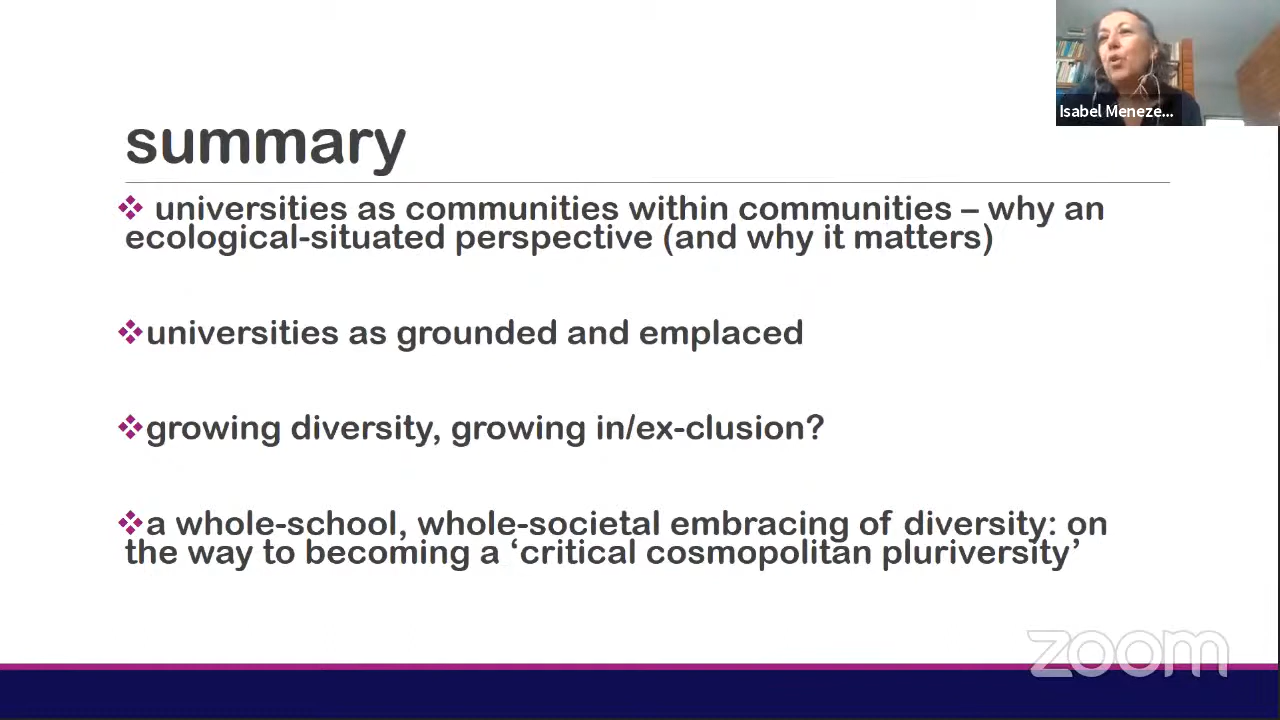 Isabel Meneze...
summary
universities as communities within communities – why an
ecological-situated perspective (and why it matters)
universities as grounded and emplaced
growing diversity, growing in/ex-clusion?
a whole-school, whole-societal embracing of diversity: on
the way to becoming a ‘critical cosmopolitan pluriversity’
zoom